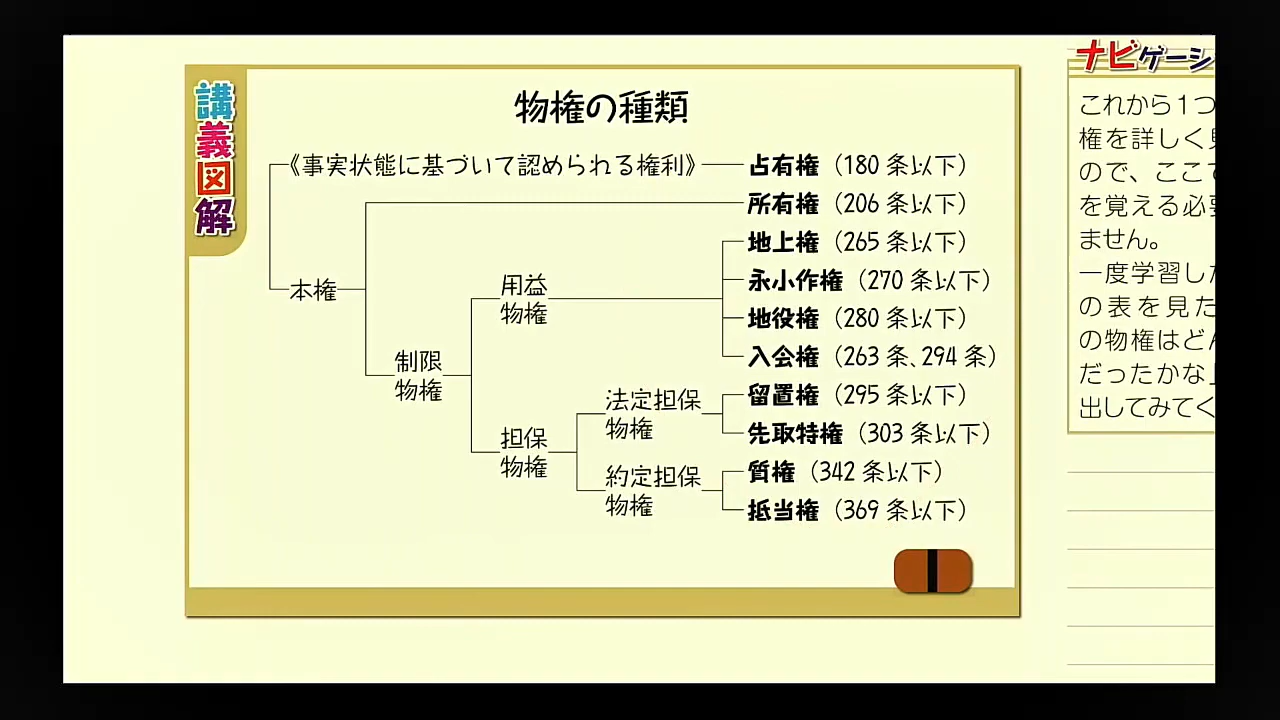 講義図解
物権の種類
《事実状態に基づいて認められる権利》
占有権（180条以下）
所有権（206条以下）
本権
制限
物権
用益
物権
地上権（265条以下）
永小作権（270条以下）
地役権（280条以下）
入会権（263条、294条）
担保
物権
法定担保
物権
留置権（295条以下）
先取特権（303条以下）
約定担保
物権
質権（342条以下）
抵当権（369条以下）
ナビゲーシ
これから1つ
権を詳しく
ので、ここで
を覚える必要
ません。
一度学習した
の表を見た
の物権はどん
だったかな」
出してみてく